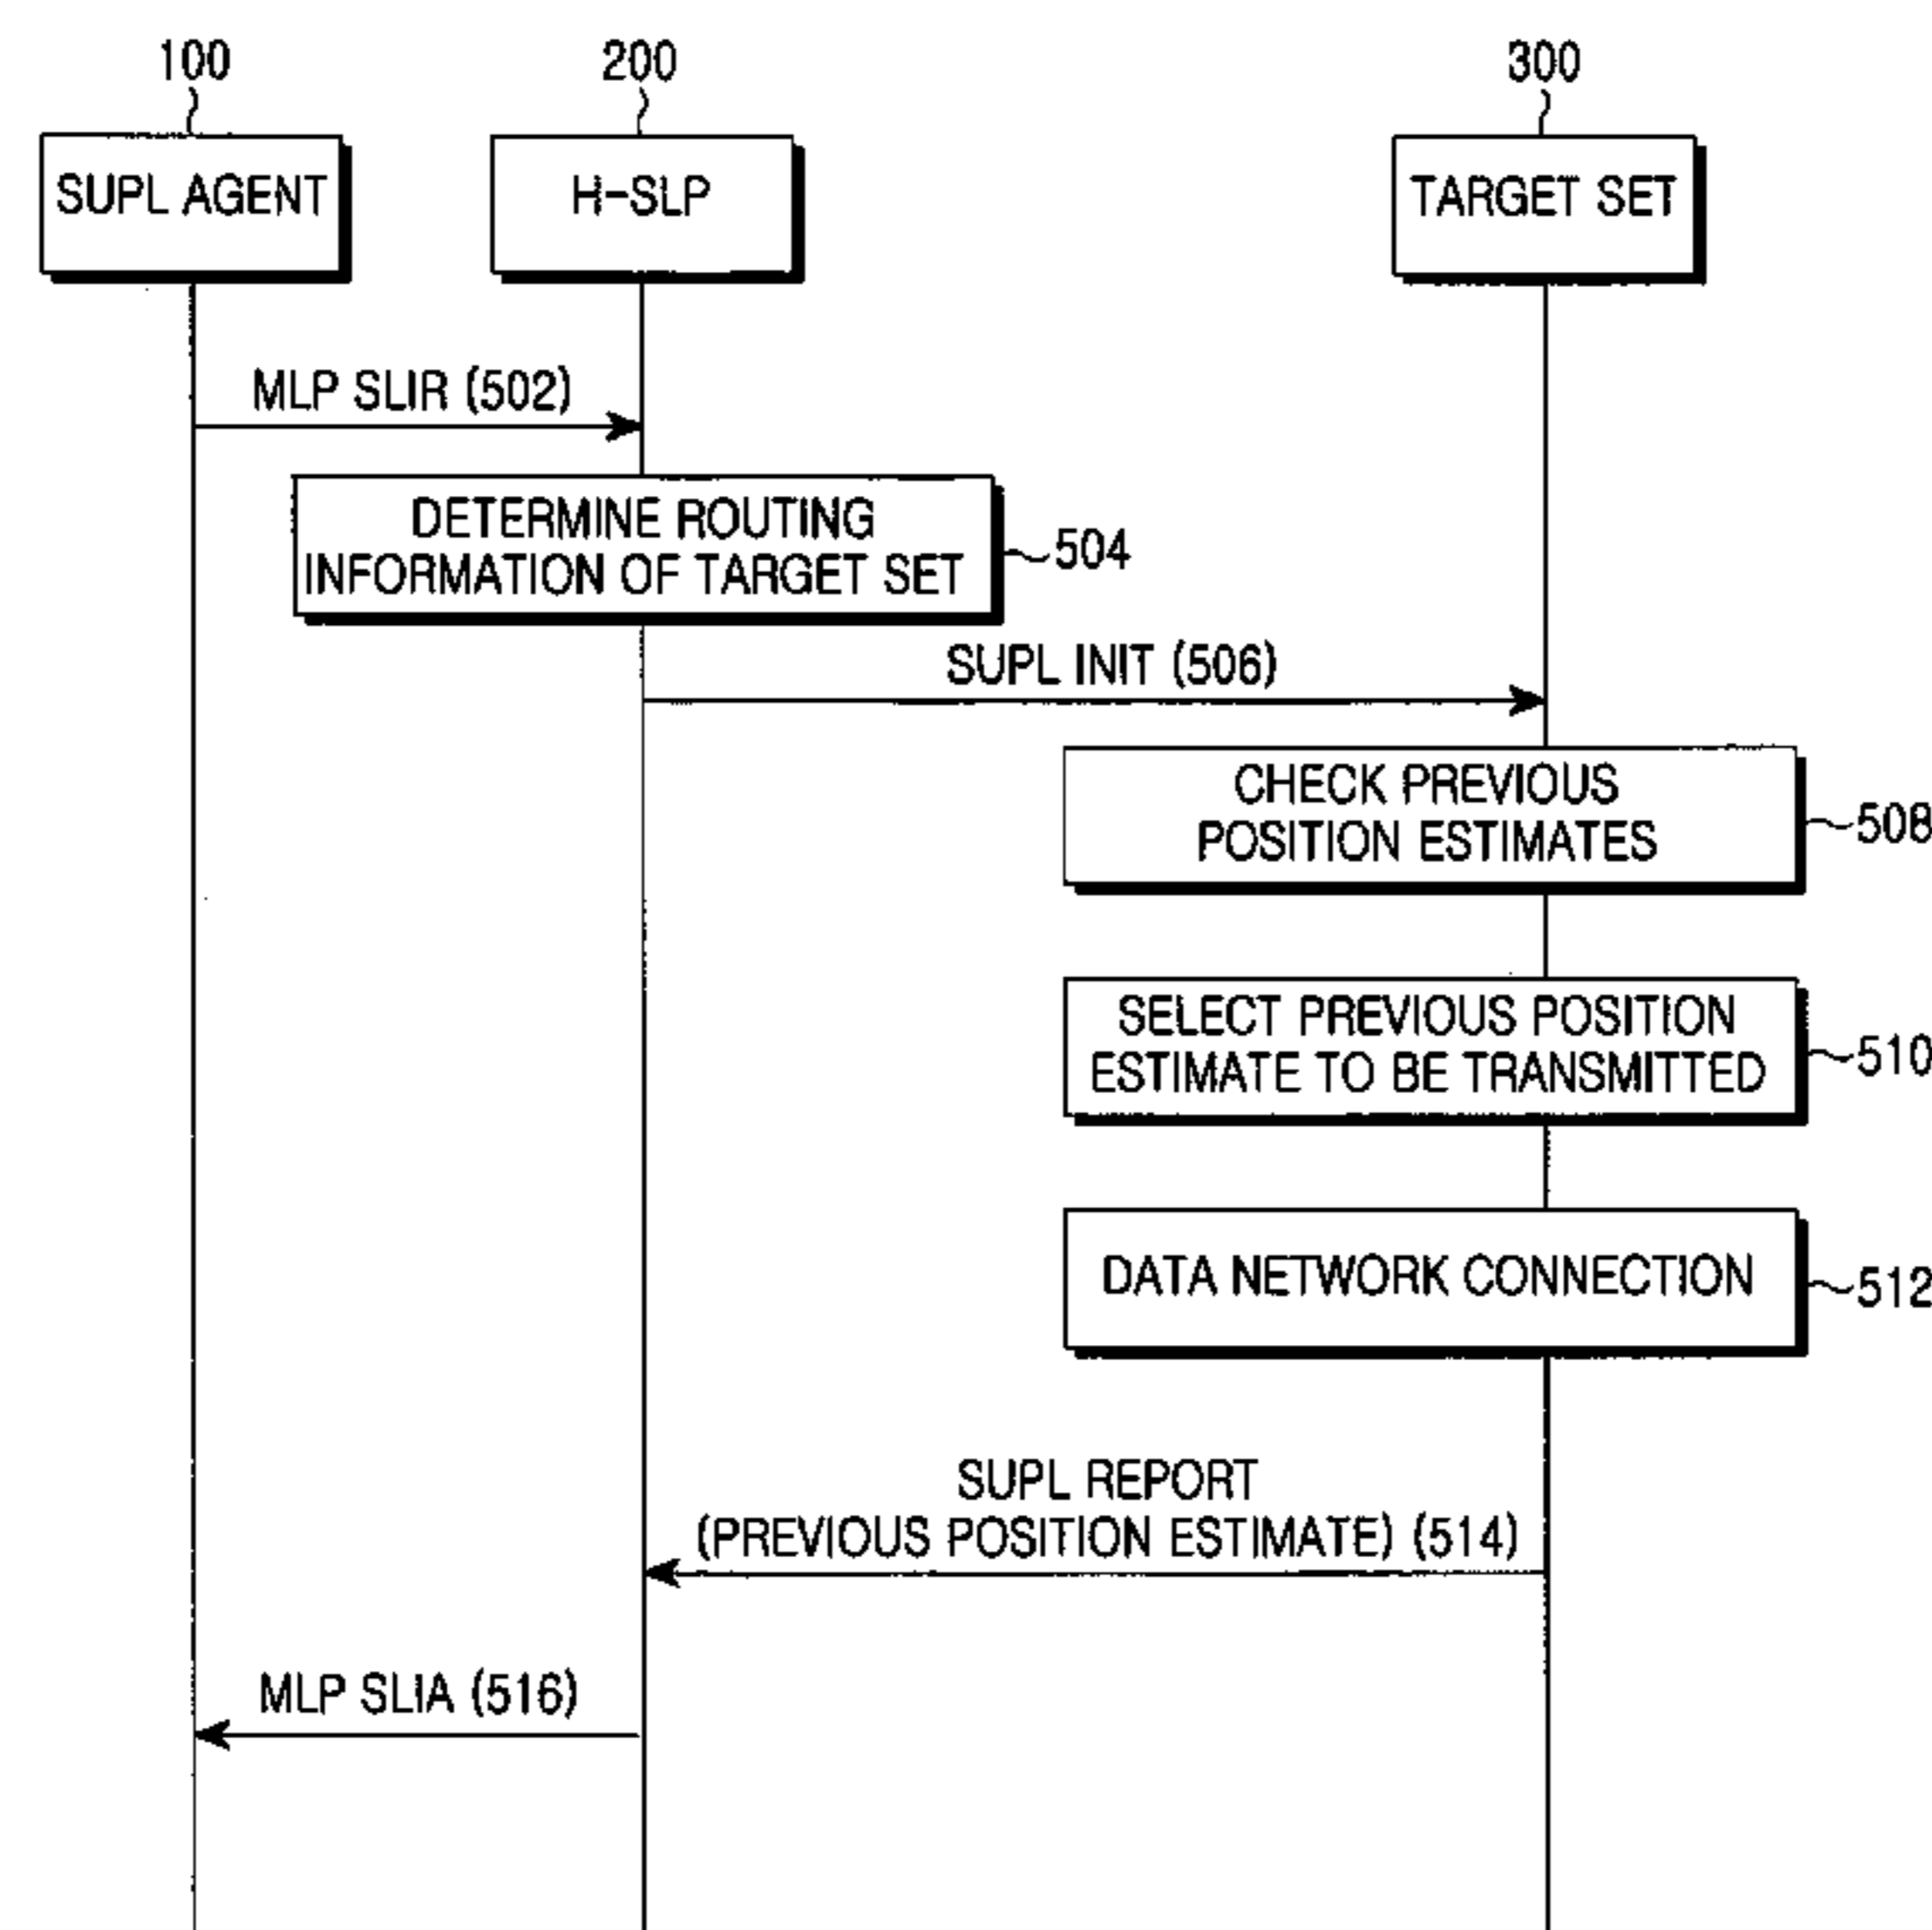 100
200
300
SUPL AGENT
H-SLP
TARGET SET
MLP SLIR (502)
DETERMINE ROUTING
INFORMATION OF TARGET SET
504
SUPL INIT (506)
CHECK PREVIOUS
POSITION ESTIMATES
508
SELECT PREVIOUS POSITION
ESTIMATE TO BE TRANSMITTED
510
DATA NETWORK CONNECTION
512
SUPL REPORT
(PREVIOUS POSITION ESTIMATE) (514)
MLP SLIA (516)